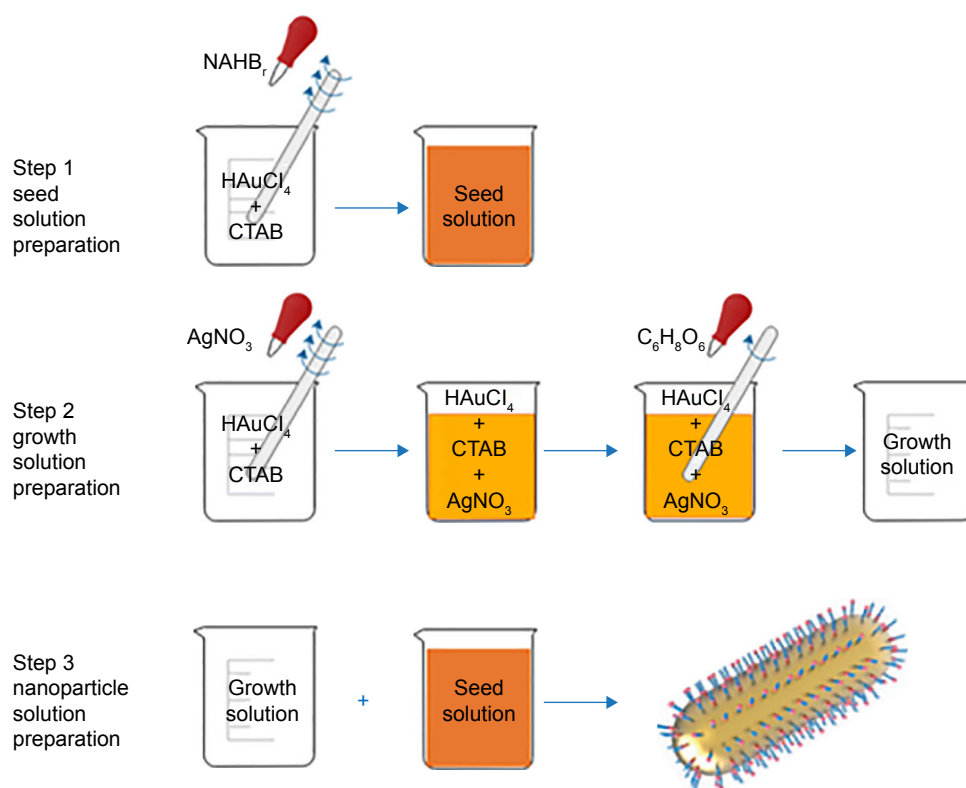 NAHBᵣ
Step 1
seed
solution
preparation
HAuCl₄
+
CTAB
Seed
solution
AgNO₃
C₆H₈O₆
Step 2
growth
solution
preparation
HAuCl₄
+
CTAB
HAuCl₄
+
CTAB
+
AgNO₃
HAuCl₄
+
CTAB
+
AgNO₃
Growth
solution
Step 3
nanoparticle
solution
preparation
Growth
solution
+
Seed
solution